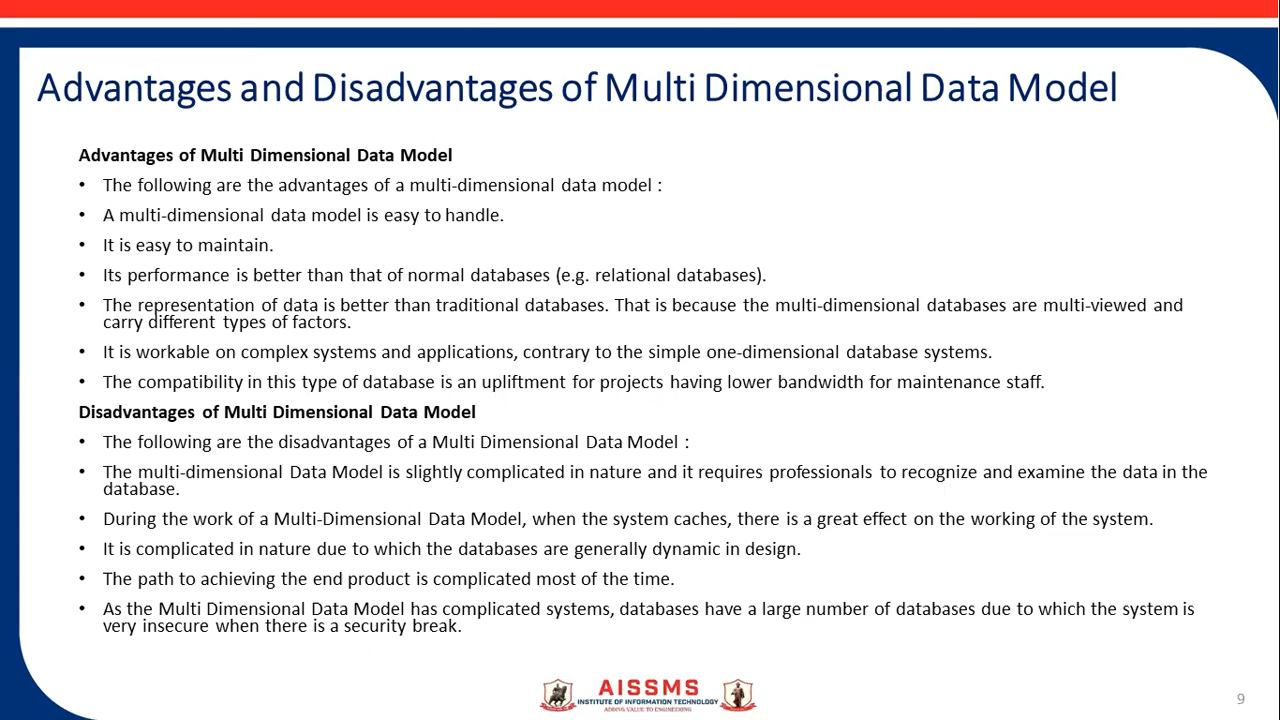 Advantages and Disadvantages of Multi Dimensional Data Model
Advantages of Multi Dimensional Data Model
• The following are the advantages of a multi-dimensional data model :
• A multi-dimensional data model is easy to handle.
• It is easy to maintain.
• Its performance is better than that of normal databases (e.g. relational databases).
• The representation of data is better than traditional databases. That is because the multi-dimensional databases are multi-viewed and
carry different types of factors.
• It is workable on complex systems and applications, contrary to the simple one-dimensional database systems.
• The compatibility in this type of database is an upliftment for projects having lower bandwidth for maintenance staff.
Disadvantages of Multi Dimensional Data Model
• The following are the disadvantages of a Multi Dimensional Data Model :
• The multi-dimensional Data Model is slightly complicated in nature and it requires professionals to recognize and examine the data in the
database.
• During the work of a Multi-Dimensional Data Model, when the system caches, there is a great effect on the working of the system.
• It is complicated in nature due to which the databases are generally dynamic in design.
• The path to achieving the end product is complicated most of the time.
• As the Multi Dimensional Data Model has complicated systems, databases have a large number of databases due to which the system is
very insecure when there is a security break.
AISSMS
INSTITUTE OF INFORMATION TECHNOLOGY
ADDING VALUE TO ENGINEERING
9